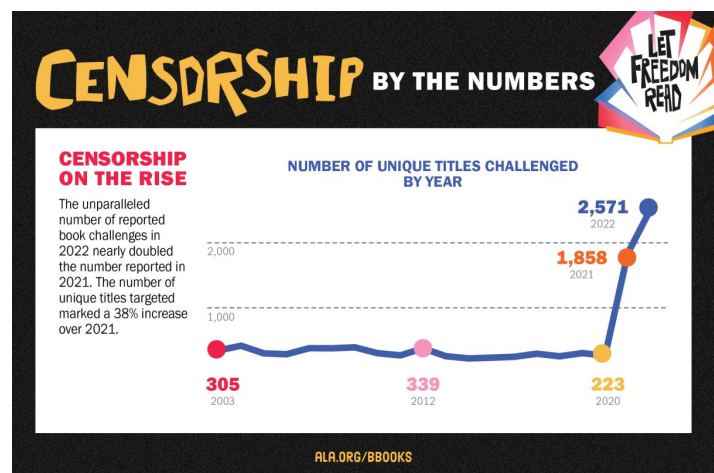 CENSORSHIP BY THE NUMBERS
LET
FREEDOM
READ
CENSORSHIP
ON THE RISE
The unparalleled
number of reported
book challenges in
2022 nearly doubled
the number reported in
2021. The number of
unique titles targeted
marked a 38% increase
over 2021.
NUMBER OF UNIQUE TITLES CHALLENGED
BY YEAR
2,571
2022
2,000
1,858
2021
1,000
305
2003
339
2012
223
2020
ALA.ORG/BBOOKS